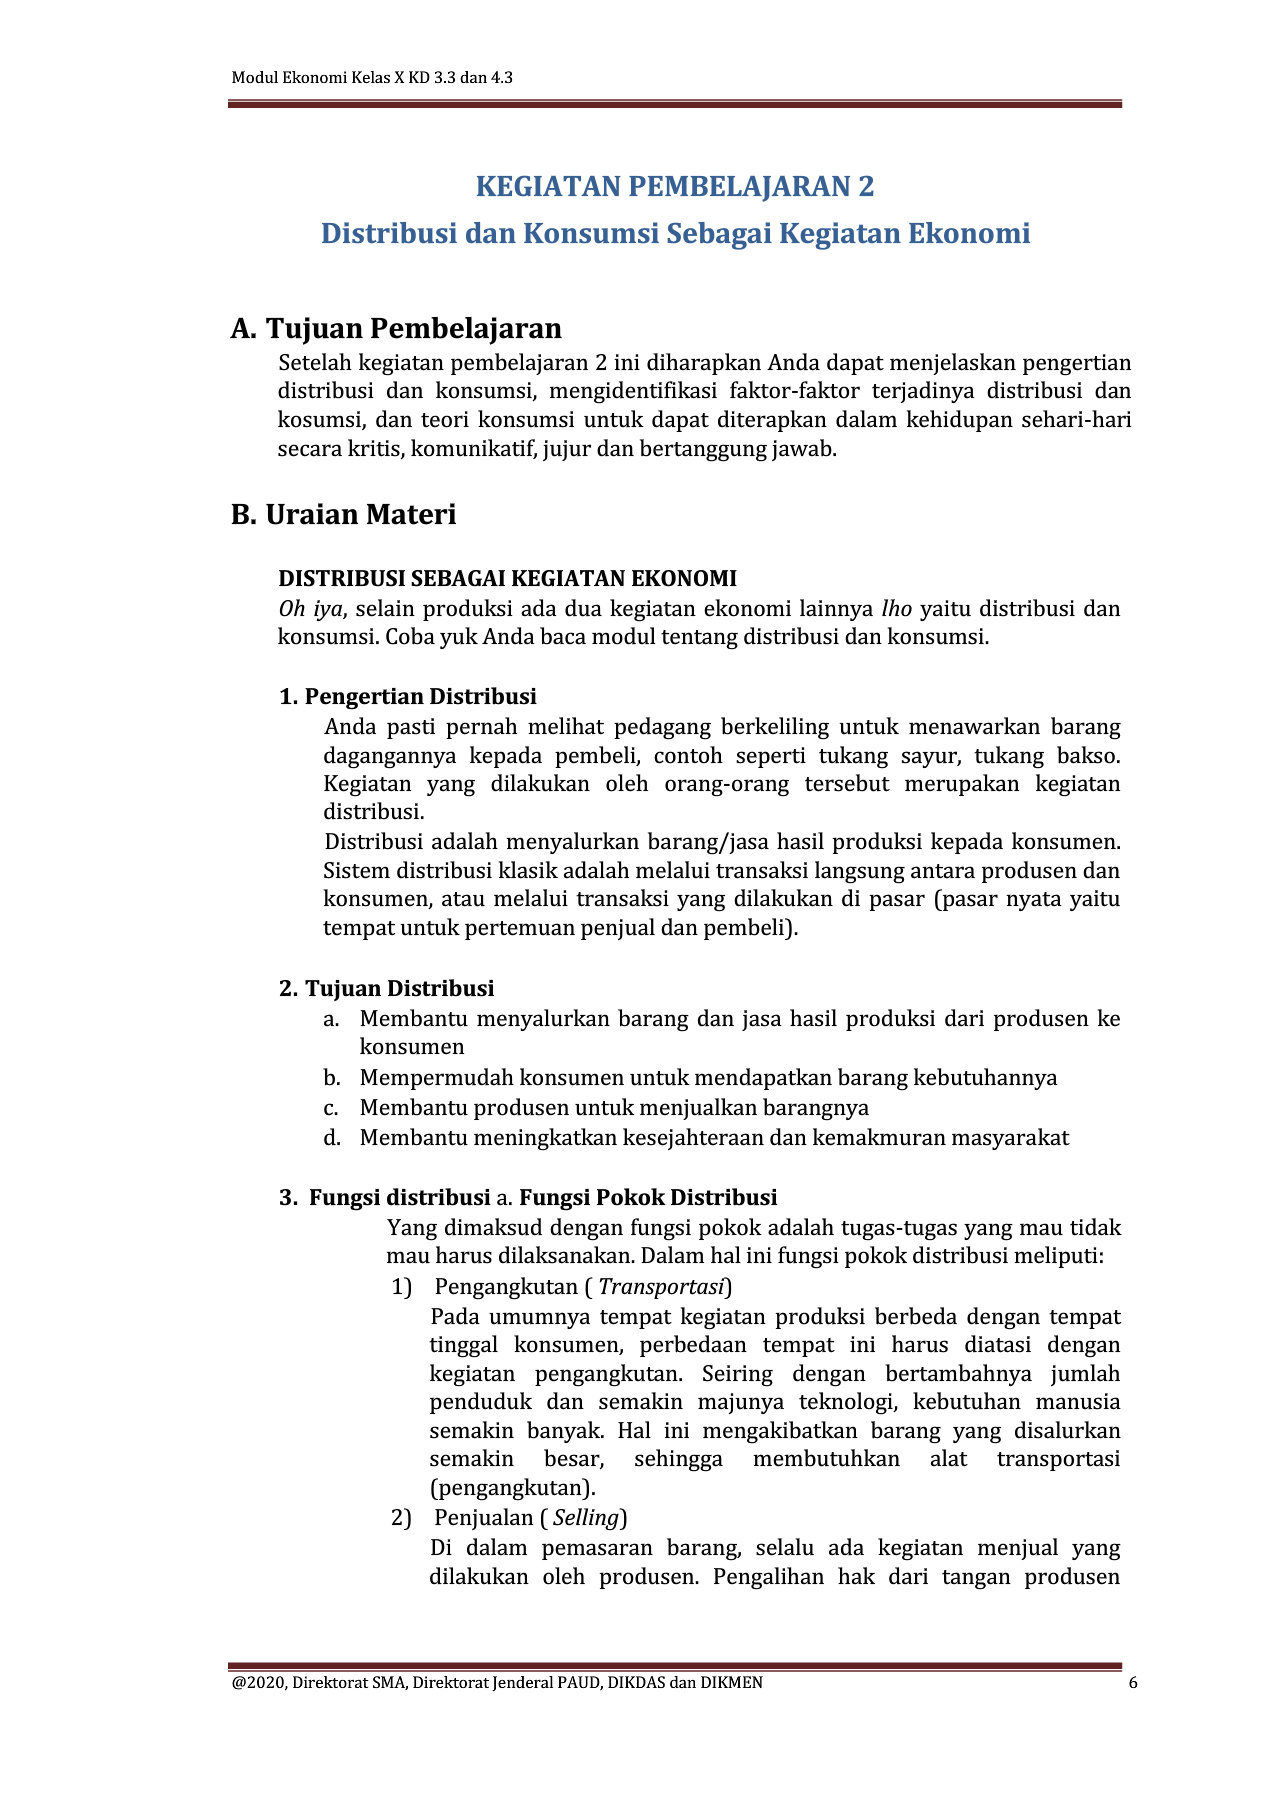 Modul Ekonomi Kelas X KD 3.3 dan 4.3
KEGIATAN PEMBELAJARAN 2
Distribusi dan Konsumsi Sebagai Kegiatan Ekonomi
A. Tujuan Pembelajaran
Setelah kegiatan pembelajaran 2 ini diharapkan Anda dapat menjelaskan pengertian
distribusi dan konsumsi, mengidentifikasi faktor-faktor terjadinya distribusi dan
kosumsi, dan teori konsumsi untuk dapat diterapkan dalam kehidupan sehari-hari
secara kritis, komunikatif, jujur dan bertanggung jawab.
B. Uraian Materi
DISTRIBUSI SEBAGAI KEGIATAN EKONOMI
Oh iya, selain produksi ada dua kegiatan ekonomi lainnya lho yaitu distribusi dan
konsumsi. Coba yuk Anda baca modul tentang distribusi dan konsumsi.
1. Pengertian Distribusi
Anda pasti pernah melihat pedagang berkeliling untuk menawarkan barang
dagangannya kepada pembeli, contoh seperti tukang sayur, tukang bakso.
Kegiatan yang dilakukan oleh orang-orang tersebut merupakan kegiatan
distribusi.
Distribusi adalah menyalurkan barang/jasa hasil produksi kepada konsumen.
Sistem distribusi klasik adalah melalui transaksi langsung antara produsen dan
konsumen, atau melalui transaksi yang dilakukan di pasar (pasar nyata yaitu
tempat untuk pertemuan penjual dan pembeli).
2. Tujuan Distribusi
a. Membantu menyalurkan barang dan jasa hasil produksi dari produsen ke
konsumen
b. Mempermudah konsumen untuk mendapatkan barang kebutuhannya
c. Membantu produsen untuk menjualkan barangnya
d. Membantu meningkatkan kesejahteraan dan kemakmuran masyarakat
3. Fungsi distribusi a. Fungsi Pokok Distribusi
Yang dimaksud dengan fungsi pokok adalah tugas-tugas yang mau tidak
mau harus dilaksanakan. Dalam hal ini fungsi pokok distribusi meliputi:
1) Pengangkutan ( Transportasi)
Pada umumnya tempat kegiatan produksi berbeda dengan tempat
tinggal konsumen, perbedaan tempat ini harus diatasi dengan
kegiatan pengangkutan. Seiring dengan bertambahnya jumlah
penduduk dan semakin majunya teknologi, kebutuhan manusia
semakin banyak. Hal ini mengakibatkan barang yang disalurkan
semakin besar, sehingga membutuhkan alat transportasi
(pengangkutan).
2) Penjualan ( Selling)
Di dalam pemasaran barang, selalu ada kegiatan menjual yang
dilakukan oleh produsen. Pengalihan hak dari tangan produsen
@2020, Direktorat SMA, Direktorat Jenderal PAUD, DIKDAS dan DIKMEN 6